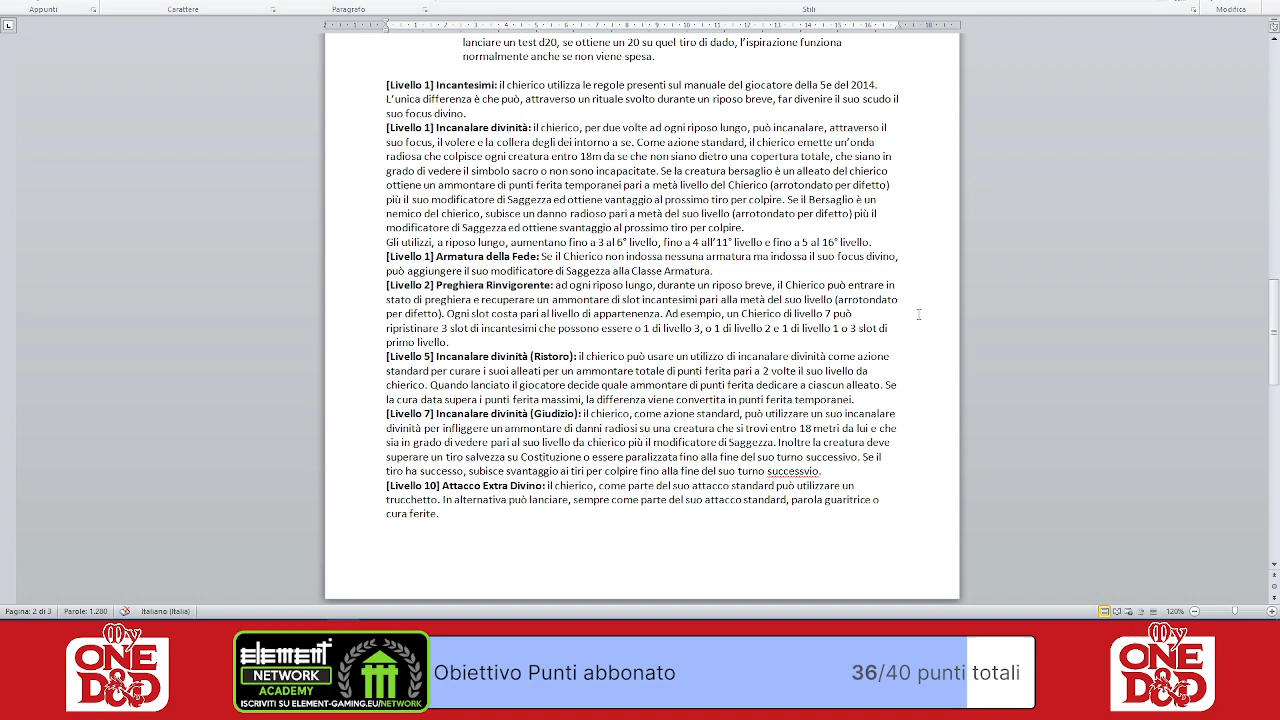 Appunti Carattere Paragrafo Stili Modifica
2 1 1 2 3 4 5 6 7 8 9 10 11 12 13 14 15 16 18
lanciare un test d20, se ottiene un 20 su quel tiro di dado, l'ispirazione funziona
normalmente anche se non viene spesa.
[Livello 1] Incantesimi: il chierico utilizza le regole presenti sul manuale del giocatore della 5e del 2014.
L'unica differenza è che può, attraverso un rituale svolto durante un riposo breve, far divenire il suo scudo il
suo focus divino.
[Livello 1] Incanalare divinità: il chierico, per due volte ad ogni riposo lungo, può incanalare, attraverso il
suo focus, il volere e la collera degli dei intorno a se. Come azione standard, il chierico emette un'onda
radiosa che colpisce ogni creatura entro 18m da se che non siano dietro una copertura totale, che siano in
grado di vedere il simbolo sacro o non sono incapacitate. Se la creatura bersaglio è un alleato del chierico
ottiene un ammontare di punti ferita temporanei pari a metà livello del Chierico (arrotondato per difetto)
più il suo modificatore di Saggezza ed ottiene vantaggio al prossimo tiro per colpire. Se il Bersaglio è un
nemico del chierico, subisce un danno radioso pari a metà del suo livello (arrotondato per difetto) più il
modificatore di Saggezza ed ottiene svantaggio al prossimo tiro per colpire.
Gli utilizzi, a riposo lungo, aumentano fino a 3 al 6° livello, fino a 4 all'11° livello e fino a 5 al 16° livello.
[Livello 1] Armatura della Fede: Se il Chierico non indossa nessuna armatura ma indossa il suo focus divino,
può aggiungere il suo modificatore di Saggezza alla Classe Armatura.
[Livello 2] Preghiera Rinvigorente: ad ogni riposo lungo, durante un riposo breve, il Chierico può entrare in
stato di preghiera e recuperare un ammontare di slot incantesimi pari alla metà del suo livello (arrotondato
per difetto). Ogni slot costa pari al livello di appartenenza. Ad esempio, un Chierico di livello 7 può
ripristinare 3 slot di incantesimi che possono essere o 1 di livello 3, o 1 di livello 2 e 1 di livello 1 o 3 slot di
primo livello.
[Livello 5] Incanalare divinità (Ristoro): il chierico può usare un utilizzo di incanalare divinità come azione
standard per curare i suoi alleati per un ammontare totale di punti ferita pari a 2 volte il suo livello da
chierico. Quando lanciato il giocatore decide quale ammontare di punti ferita dedicare a ciascun alleato. Se
la cura data supera i punti ferita massimi, la differenza viene convertita in punti ferita temporanei.
[Livello 7] Incanalare divinità (Giudizio): il chierico, come azione standard, può utilizzare un suo incanalare
divinità per infliggere un ammontare di danni radiosi su una creatura che si trovi entro 18 metri da lui e che
sia in grado di vedere pari al suo livello da chierico più il modificatore di Saggezza. Inoltre la creatura deve
superare un tiro salvezza su Costituzione o essere paralizzata fino alla fine del suo turno successivo. Se il
tiro ha successo, subisce svantaggio ai tiri per colpire fino alla fine del suo turno successvio.
[Livello 10] Attacco Extra Divino: il chierico, come parte del suo attacco standard può utilizzare un
trucchetto. In alternativa può lanciare, sempre come parte del suo attacco standard, parola guaritrice o
cura ferite.
Pagina: 2 di 3 Parole: 1.280 Italiano (Italia) 120%
My
ONE
D&D
element
NETWORK
ACADEMY
ISCRIVITI SU ELEMENT-GAMING.EU/NETWORK
Obiettivo Punti abbonato 36/40 punti totali
My
ONE
D&D